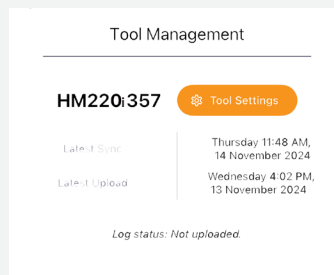 Tool Management
HM220i357
Tool Settings
Latest Sync
Thursday 11:48 AM,
14 November 2024
Latest Upload
Wednesday 4:02 PM,
13 November 2024
Log status: Not uploaded.